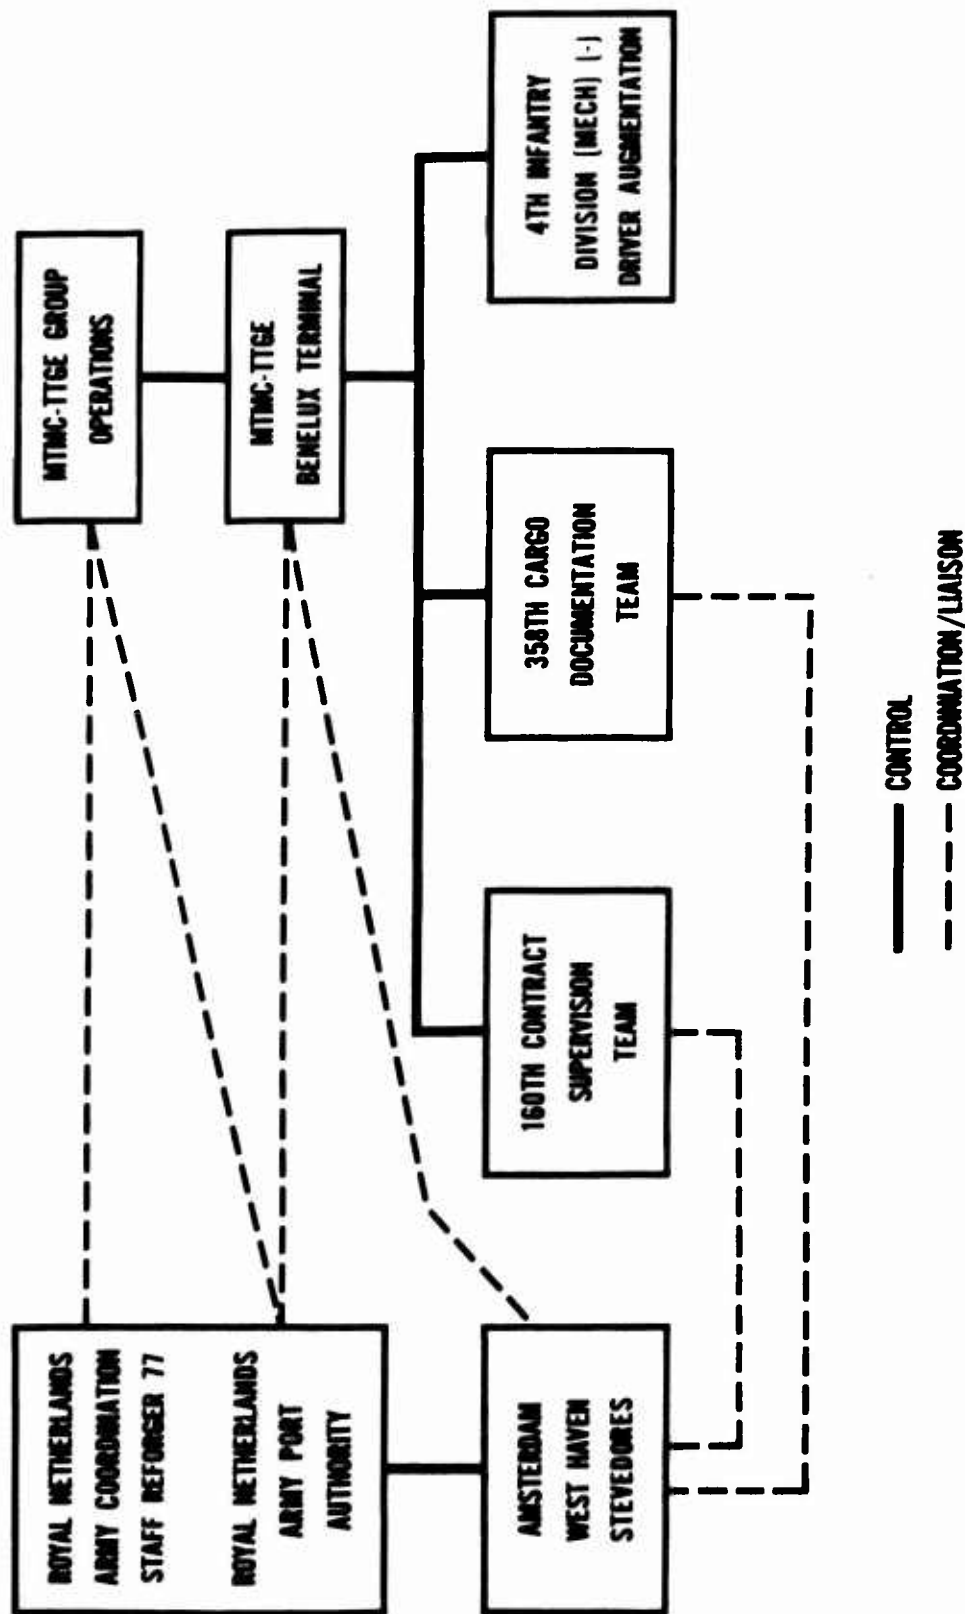 ROYAL NETHERLANDS
ARMY COORDINATION
STAFF REFORGER 77
ROYAL NETHERLANDS
ARMY PORT
AUTHORITY
MTMC-TTGE GROUP
OPERATIONS
MTMC-TTGE
BENELUX TERMINAL
AMSTERDAM
WEST HAVEN
STEVEDORES
160TH CONTRACT
SUPERVISION
TEAM
358TH CARGO
DOCUMENTATION
TEAM
4TH INFANTRY
DIVISION (MECH) (-)
DRIVER AUGMENTATION
CONTROL
COORDINATION/LIAISON